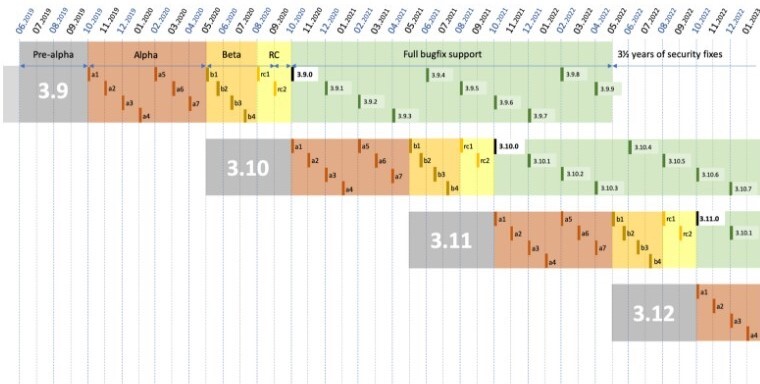 06.2019 07.2019 08.2019 09.2019 10.2019 11.2019 12.2019 01.2020 02.2020 03.2020 04.2020 05.2020 06.2020 07.2020 08.2020 09.2020 10.2020 11.2020 12.2020 01.2021 02.2021 03.2021 04.2021 05.2021 06.2021 07.2021 08.2021 09.2021 10.2021 11.2021 12.2021 01.2022 02.2022 03.2022 04.2022 05.2022 06.2022 07.2022 08.2022 09.2022 10.2022 11.2022 12.2022 01.2023
Pre-alpha Alpha Beta RC Full bugfix support 3½ years of security fixes
a1 a5 b1 rc1 3.9.0 3.9.4 3.9.8
3.9 a2 a6 b2 rc2 3.9.1 3.9.5 3.9.9
a3 a7 b3 3.9.2 3.9.6
a4 b4 3.9.3 3.9.7
a1 a5 b1 rc1 3.10.0 3.10.4
3.10 a2 a6 b2 rc2 3.10.1 3.10.5
a3 a7 b3 3.10.2 3.10.6
a4 b4 3.10.3 3.10.7
a1 a5 b1 rc1 3.11.0
3.11 a2 a6 b2 rc2 3.10.1
a3 a7 b3
a4 b4
a1
3.12 a2
a3
a4